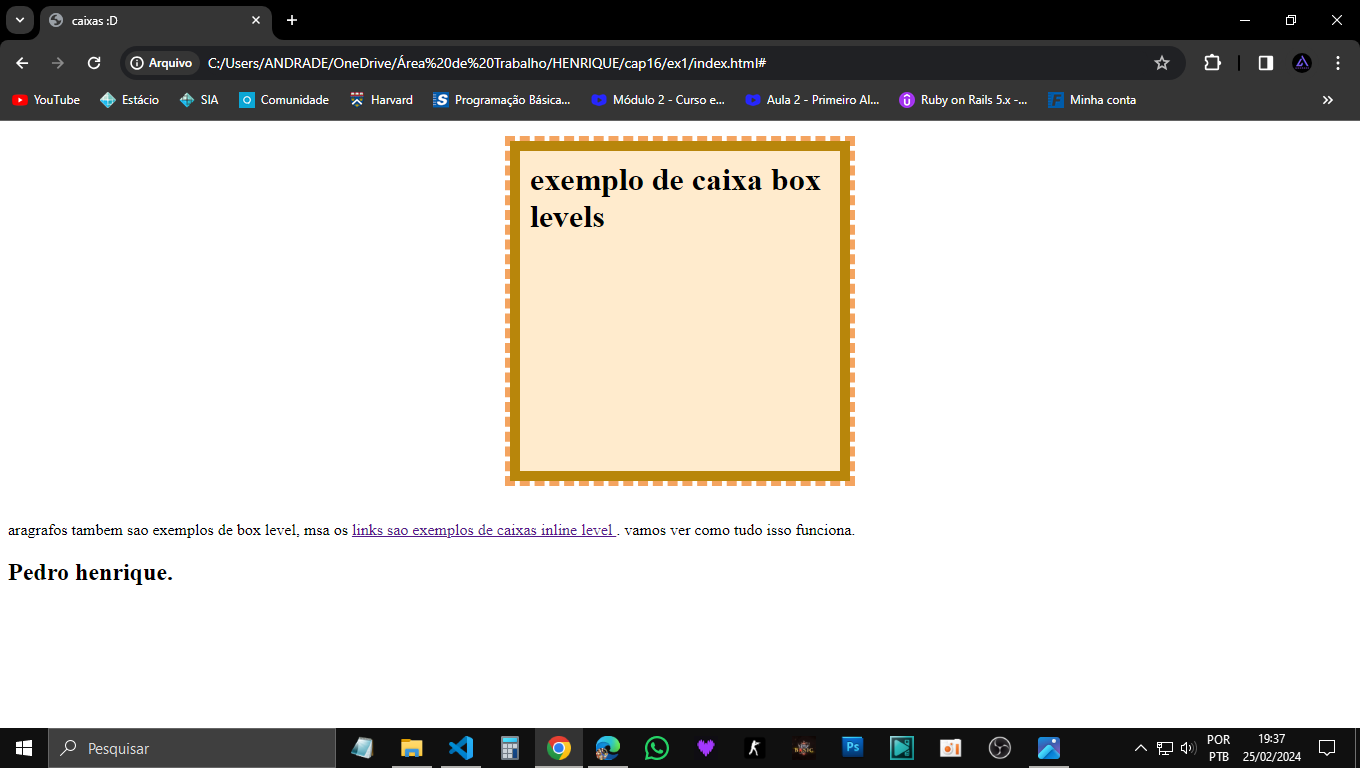 caixas :D
Arquivo C:/Users/ANDRADE/OneDrive/Área%20de%20Trabalho/HENRIQUE/cap16/ex1/index.html#
YouTube Estácio SIA Comunidade Harvard Programação Básica... Módulo 2 - Curso e... Aula 2 - Primeiro Al... Ruby on Rails 5.x -... Minha conta
exemplo de caixa box
levels
aragrafos tambem sao exemplos de box level, msa os links sao exemplos de caixas inline level . vamos ver como tudo isso funciona.
Pedro henrique.
Pesquisar
Ps
POR
PTB
19:37
25/02/2024